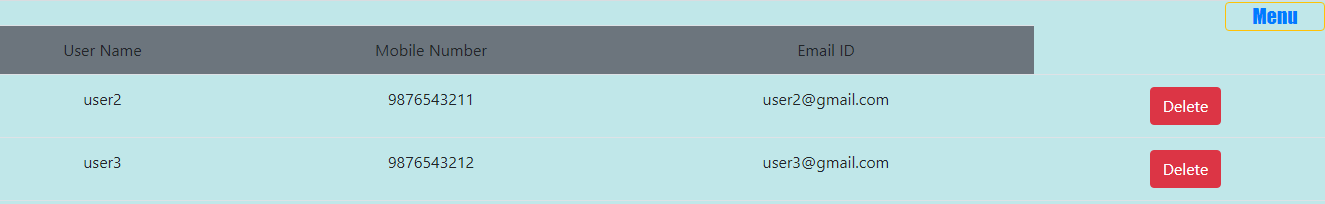 Menu
User Name Mobile Number Email ID
user2 9876543211 user2@gmail.com Delete
user3 9876543212 user3@gmail.com Delete